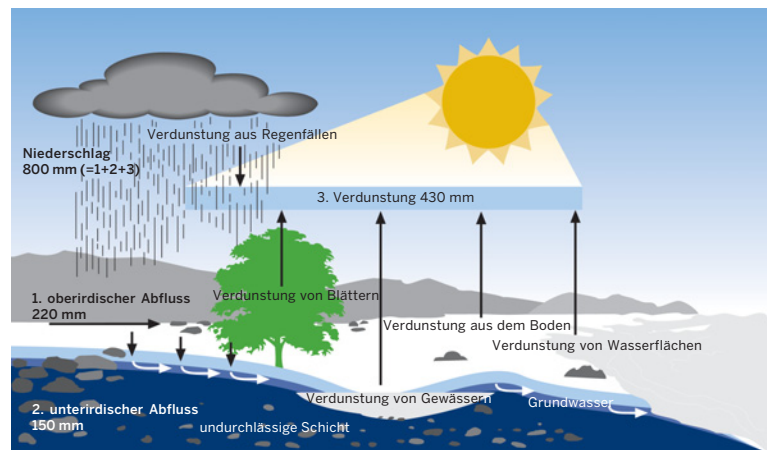 Verdunstung aus Regenfällen
Niederschlag
800 mm (=1+2+3)
3. Verdunstung 430 mm
1. oberirdischer Abfluss
220 mm
Verdunstung von Blättern
Verdunstung aus dem Boden
Verdunstung von Wasserflächen
Verdunstung von Gewässern
Grundwasser
2. unterirdischer Abfluss
150 mm
undurchlässige Schicht